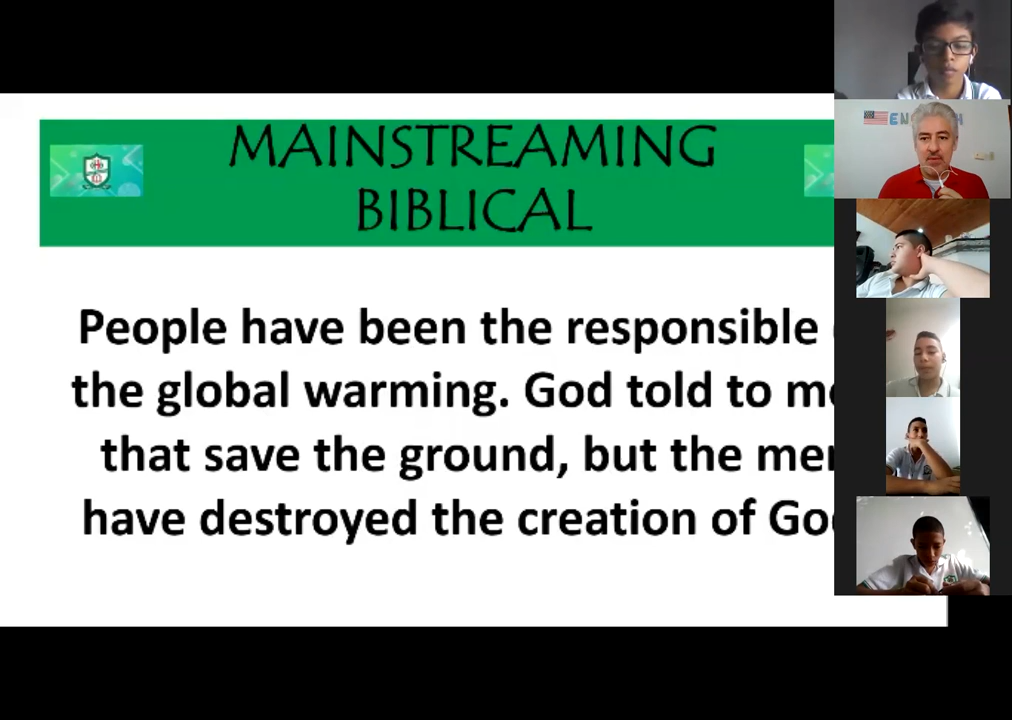 MAINSTREAMING
BIBLICAL
People have been the responsible
the global warming. God told to
that save the ground, but the
have destroyed the creation of